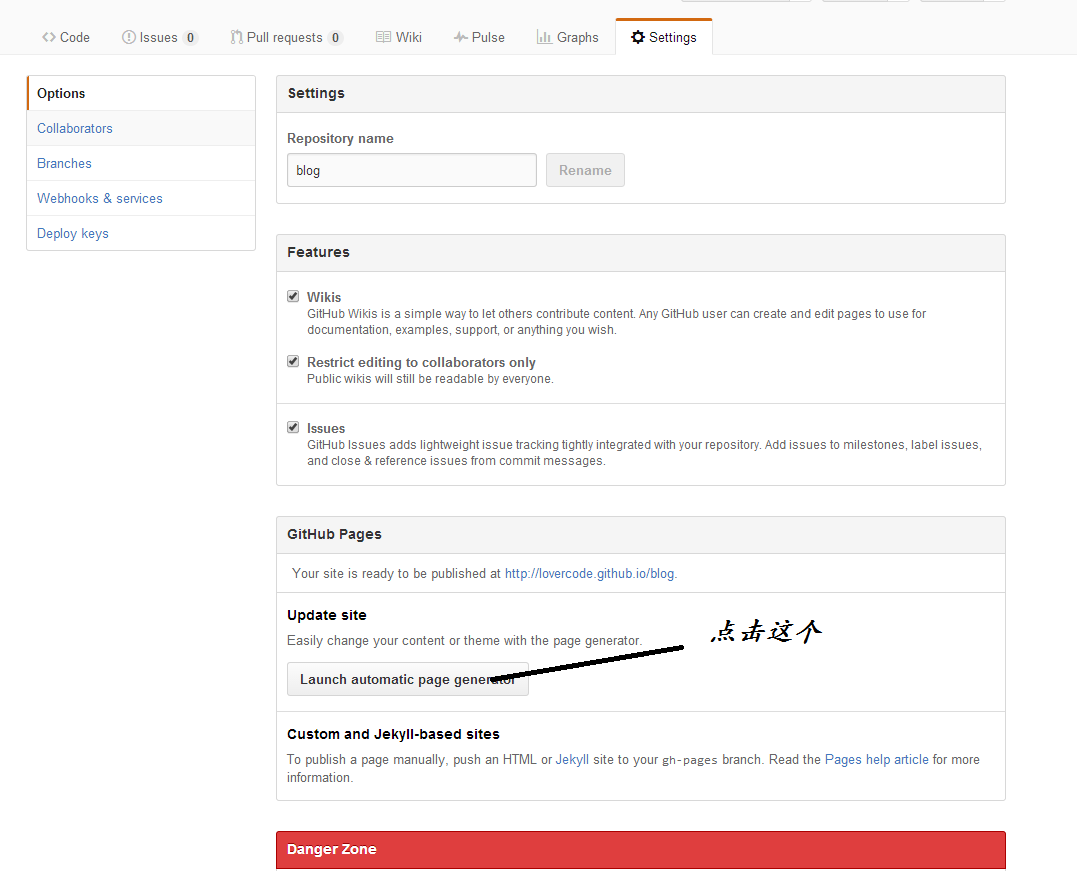 Code
Issues 0
Pull requests 0
Wiki
Pulse
Graphs
Settings
Options
Collaborators
Branches
Webhooks & services
Deploy keys
Settings
Repository name
blog
Rename
Features
Wikis
GitHub Wikis is a simple way to let others contribute content. Any GitHub user can create and edit pages to use for
documentation, examples, support, or anything you wish.
Restrict editing to collaborators only
Public wikis will still be readable by everyone.
Issues
GitHub Issues adds lightweight issue tracking tightly integrated with your repository. Add issues to milestones, label issues,
and close & reference issues from commit messages.
GitHub Pages
Your site is ready to be published at http://lovercode.github.io/blog.
Update site
Easily change your content or theme with the page generator.
点击这个
Launch automatic page generator
Custom and Jekyll-based sites
To publish a page manually, push an HTML or Jekyll site to your gh-pages branch. Read the Pages help article for more
information.
Danger Zone